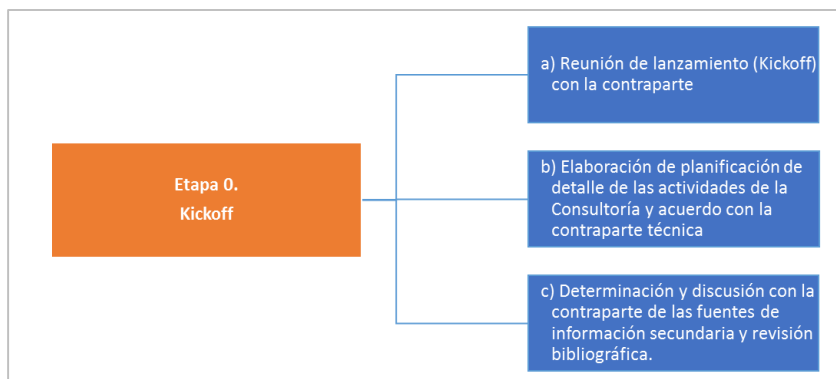 Etapa 0.
Kickoff
a) Reunión de lanzamiento (Kickoff)
con la contraparte
b) Elaboración de planificación de
detalle de las actividades de la
Consultoría y acuerdo con la
contraparte técnica
c) Determinación y discusión con la
contraparte de las fuentes de
información secundaria y revisión
bibliográfica.